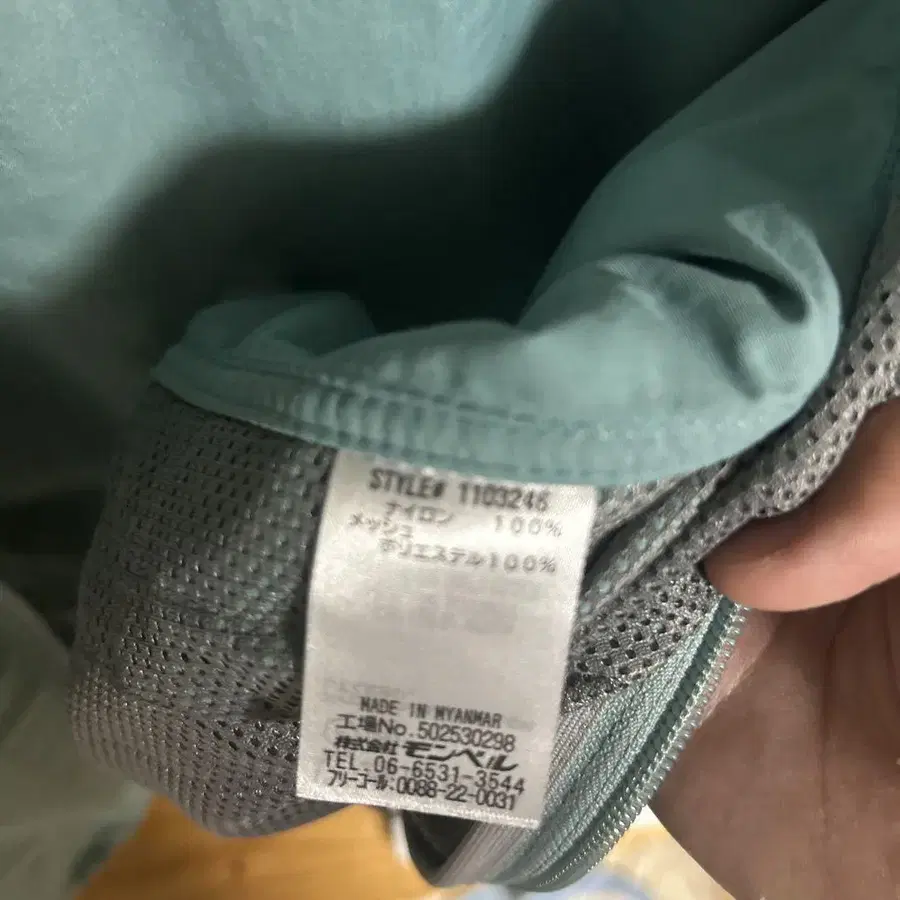 STYLE# 1103246
ナイロン 100%
メッシュ
ポリエステル100%
MADE IN MYANMAR
工場No.502530298
株式会社モンベル
TEL.06-6531-3544
フリーコール:0088-22-0031